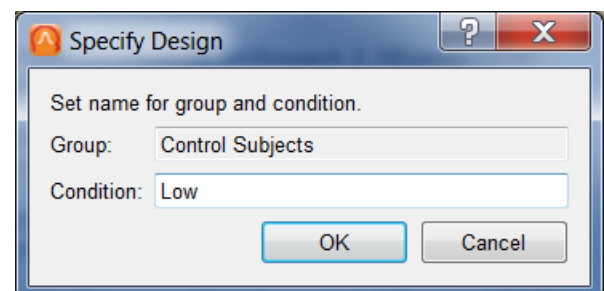 Specify Design
? X
Set name for group and condition.
Group: Control Subjects
Condition: Low
OK Cancel